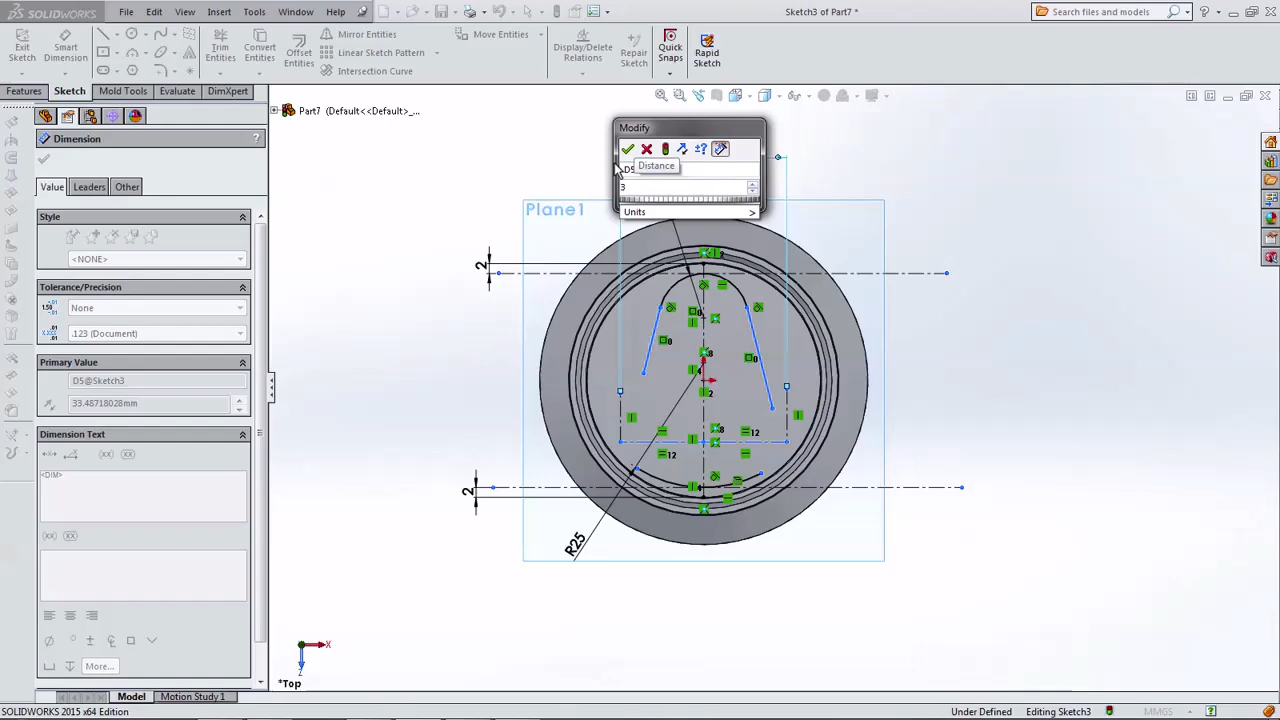 SOLIDWORKS
File Edit View Insert Tools Window Help
Sketch3 of Part7 *
Search files and models
Exit Sketch
Smart Dimension
Trim Entities
Convert Entities
Offset Entities
Mirror Entities
Linear Sketch Pattern
Intersection Curve
Move Entities
Display/Delete Relations
Repair Sketch
Quick Snaps
Rapid Sketch
Features Sketch Mold Tools Evaluate DimXpert
Part7 (Default<<Default>_...
Dimension ?
Value Leaders Other
Style
<NONE>
Tolerance/Precision
None
.123 (Document)
Primary Value
D5@Sketch3
33.48718028mm
Dimension Text
<DIM>
More...
Modify
Distance
3
Units >
Plane1
2
2
R25
8
2
8
12
12
X
Z
*Top
Model Motion Study 1
SOLIDWORKS 2015 x64 Edition
Under Defined Editing Sketch3 MMGS